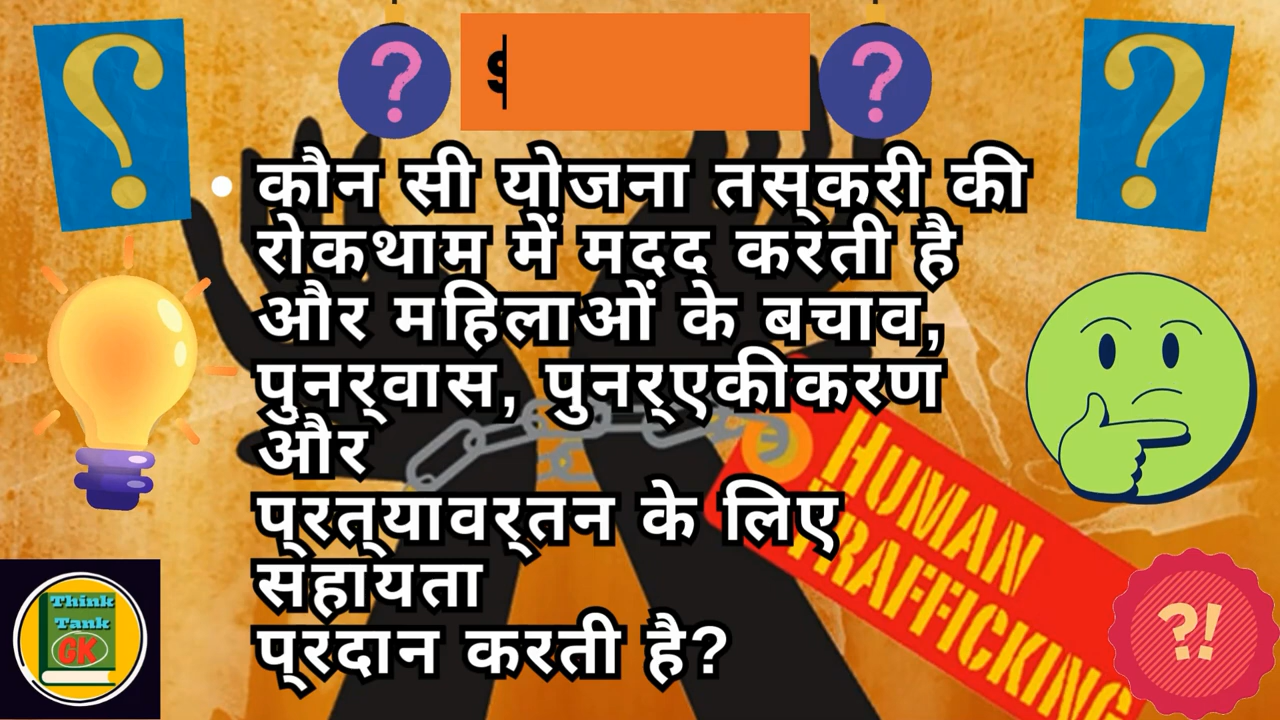 कौन सी योजना तस्करी की
रोकथाम में मदद करती है
और महिलाओं के बचाव,
पुनर्वास, पुनर्एकीकरण
और
प्रत्यावर्तन के लिए
सहायता
प्रदान करती है?
HUMAN
TRAFFICKING
Think
Tank
GK